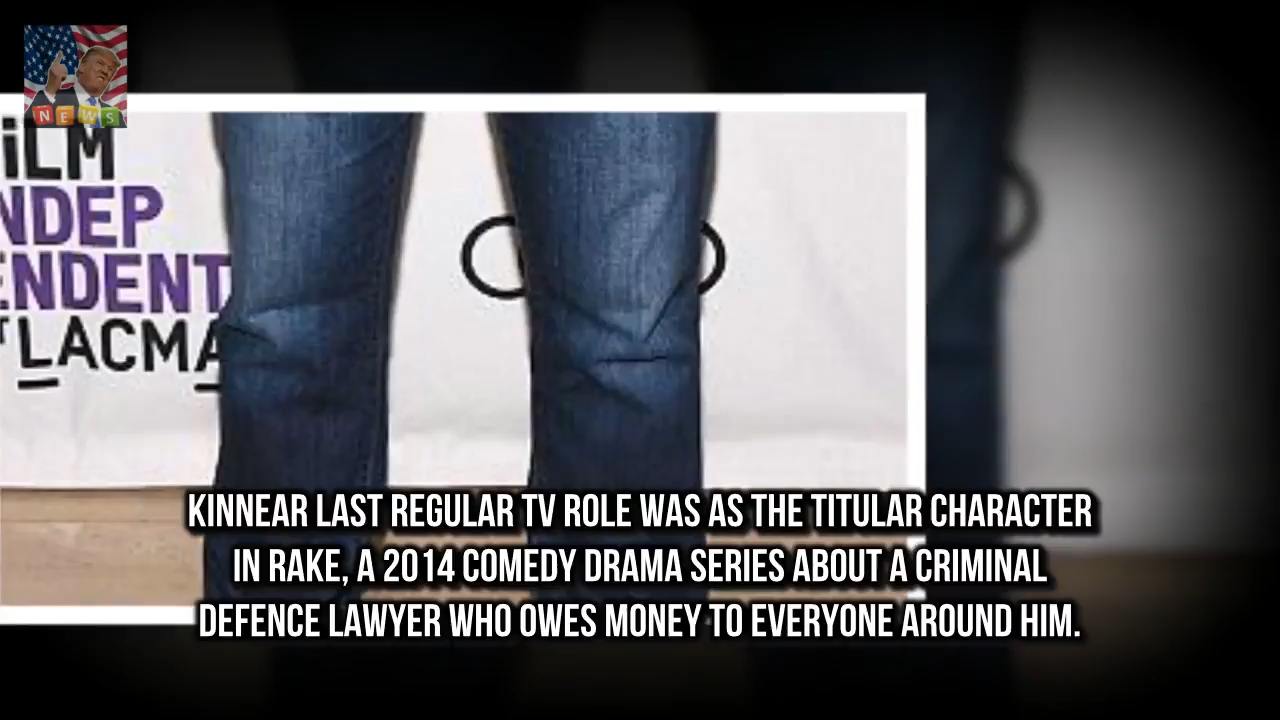 NEWS
iLM
NDEP
ENDENT
LACMA
KINNEAR LAST REGULAR TV ROLE WAS AS THE TITULAR CHARACTER
IN RAKE, A 2014 COMEDY DRAMA SERIES ABOUT A CRIMINAL
DEFENCE LAWYER WHO OWES MONEY TO EVERYONE AROUND HIM.